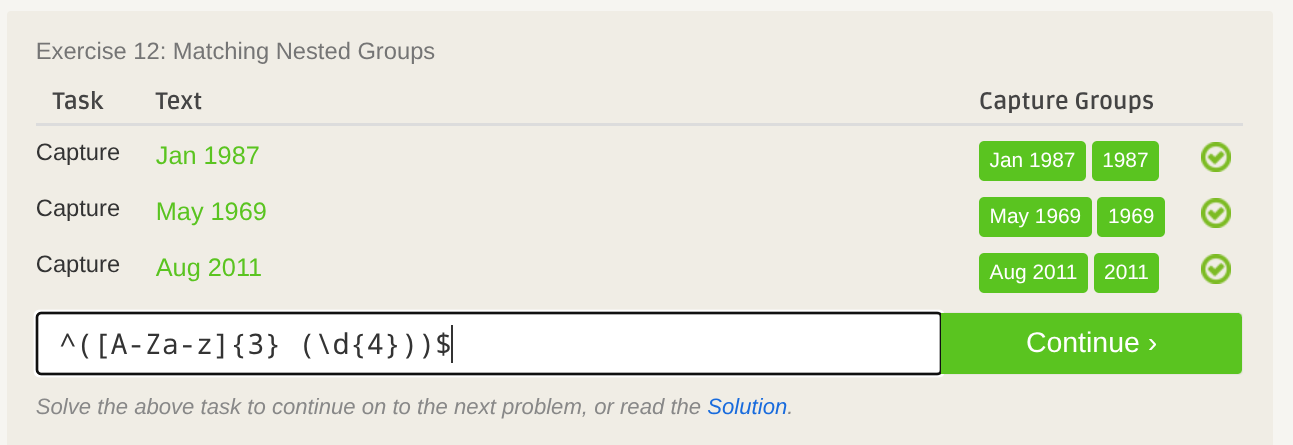 Exercise 12: Matching Nested Groups
Task Text Capture Groups
Capture Jan 1987 Jan 1987 1987
Capture May 1969 May 1969 1969
Capture Aug 2011 Aug 2011 2011
^([A-Za-z]{3} (\d{4}))$ Continue ›
Solve the above task to continue on to the next problem, or read the Solution.